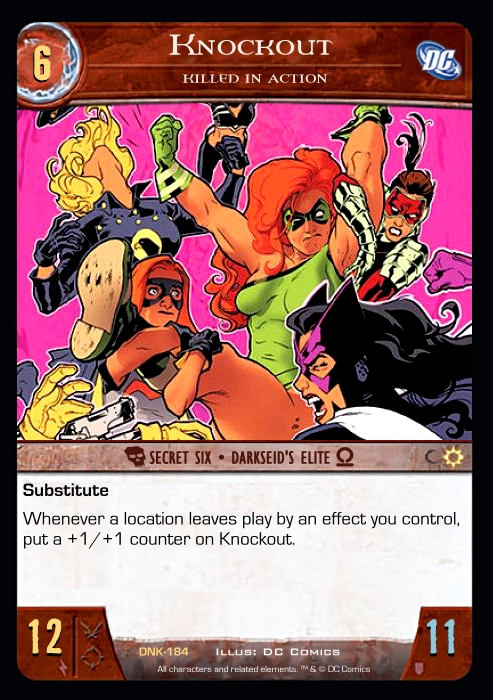 6
Knockout
KILLED IN ACTION
DC
SECRET SIX • DARKSEID'S ELITE Ω
C
Substitute
Whenever a location leaves play by an effect you control,
put a +1/+1 counter on Knockout.
12
11
DNK-184 Illus: DC Comics
All characters and related elements: ™ & © DC Comics